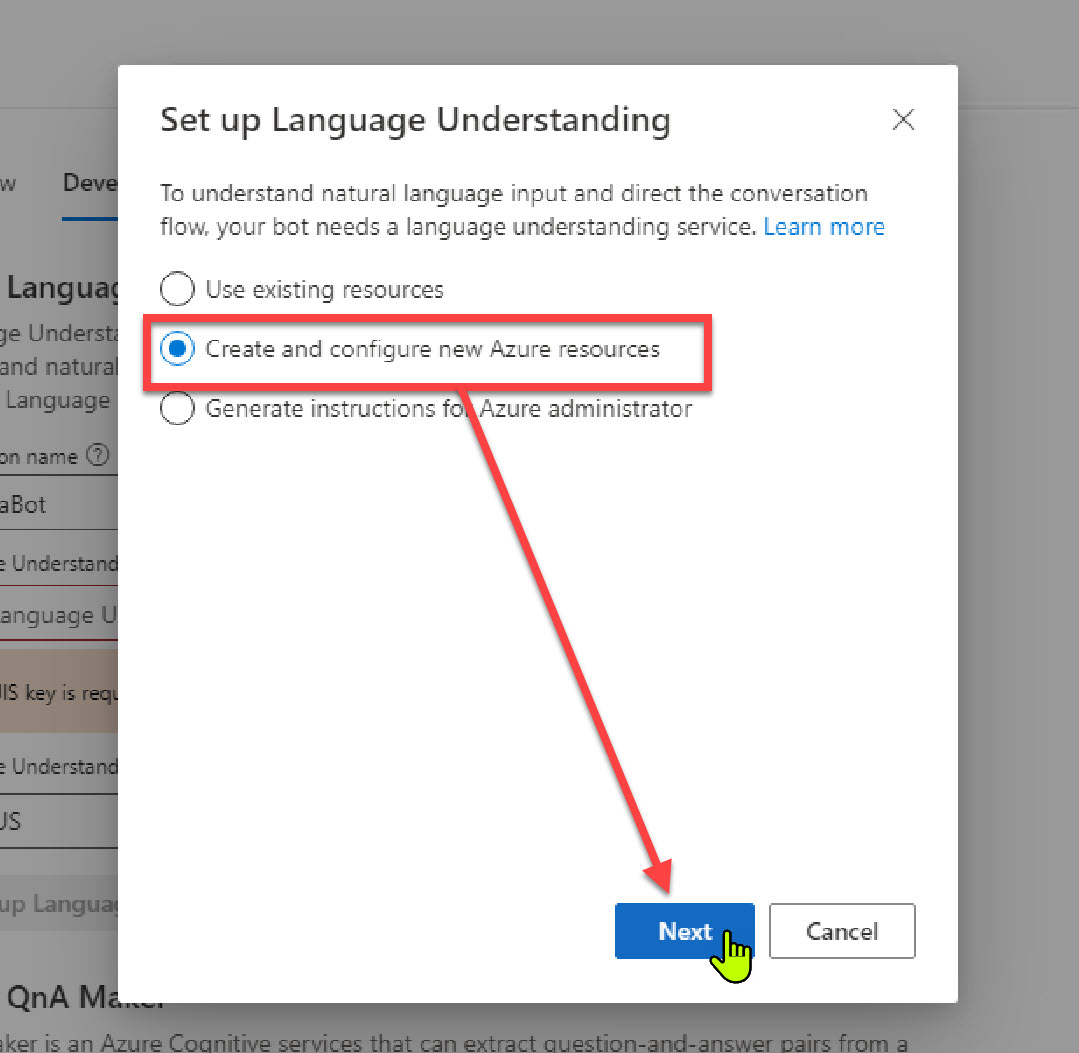 Set up Language Understanding
w
Deve
To understand natural language input and direct the conversation
flow, your bot needs a language understanding service. Learn more
Languag
Use existing resources
ge Understa
Create and configure new Azure resources
and natural
Language
Generate instructions for Azure administrator
on name ?
aBot
e Understand
anguage U
IS key is requ
e Understand
US
up Languag
Next
Cancel
QnA Maker
aker is an Azure Cognitive services that can extract question-and-answer pairs from a